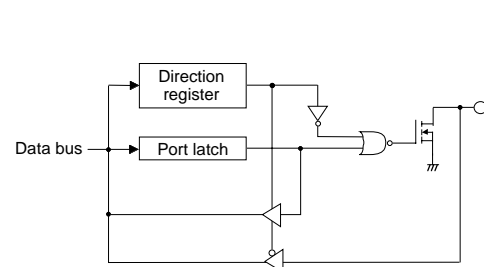 Direction
register
Data bus
Port latch